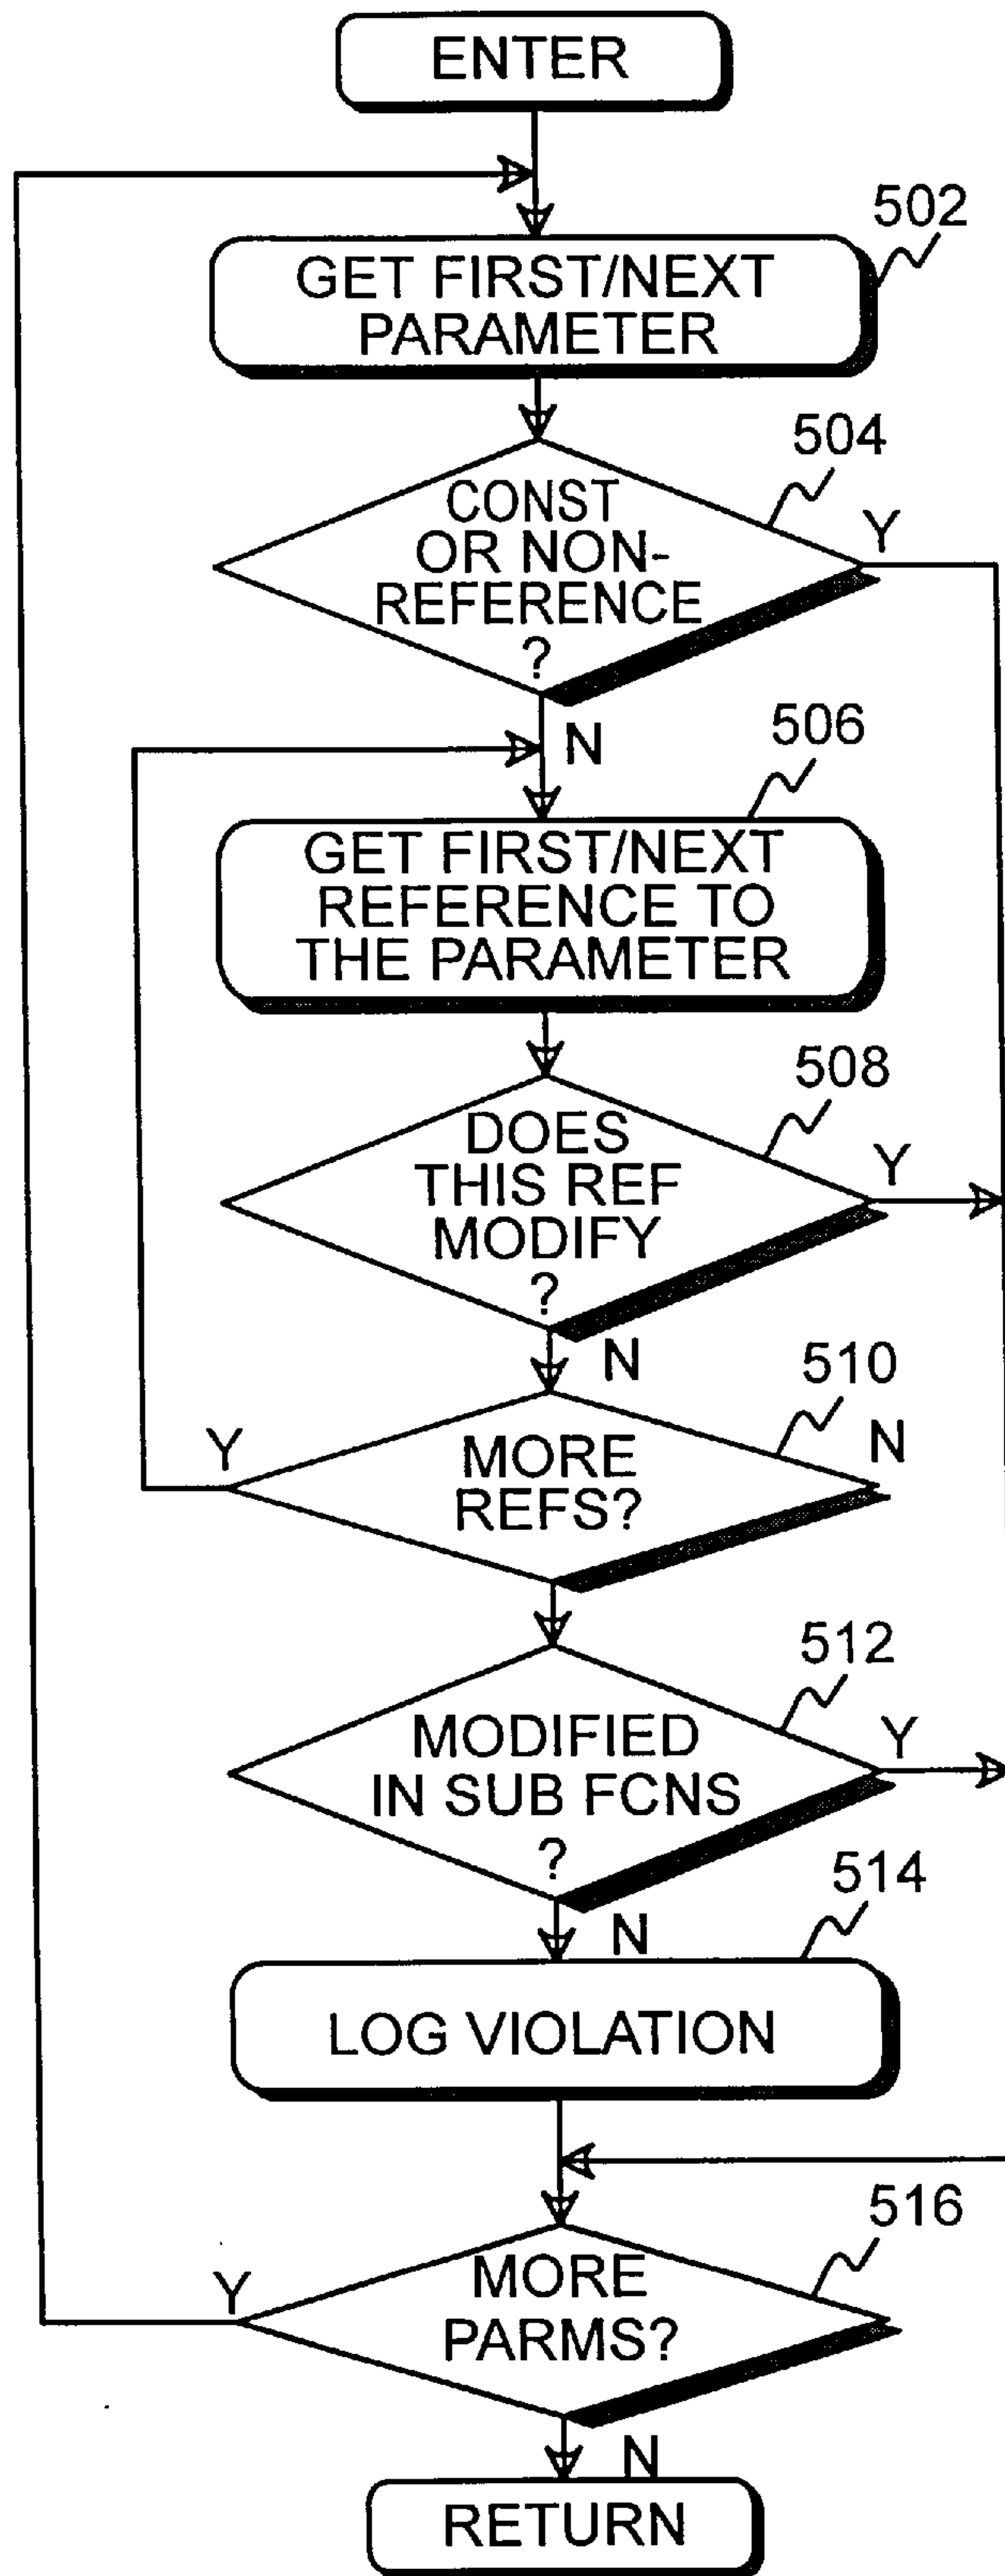 ENTER
502
GET FIRST/NEXT
PARAMETER
504
CONST
OR NON-
REFERENCE
?
Y
N
506
GET FIRST/NEXT
REFERENCE TO
THE PARAMETER
508
DOES
THIS REF
MODIFY
?
Y
N
510
Y
MORE
REFS?
N
512
MODIFIED
IN SUB FCNS
?
Y
N
514
LOG VIOLATION
516
Y
MORE
PARMS?
N
RETURN